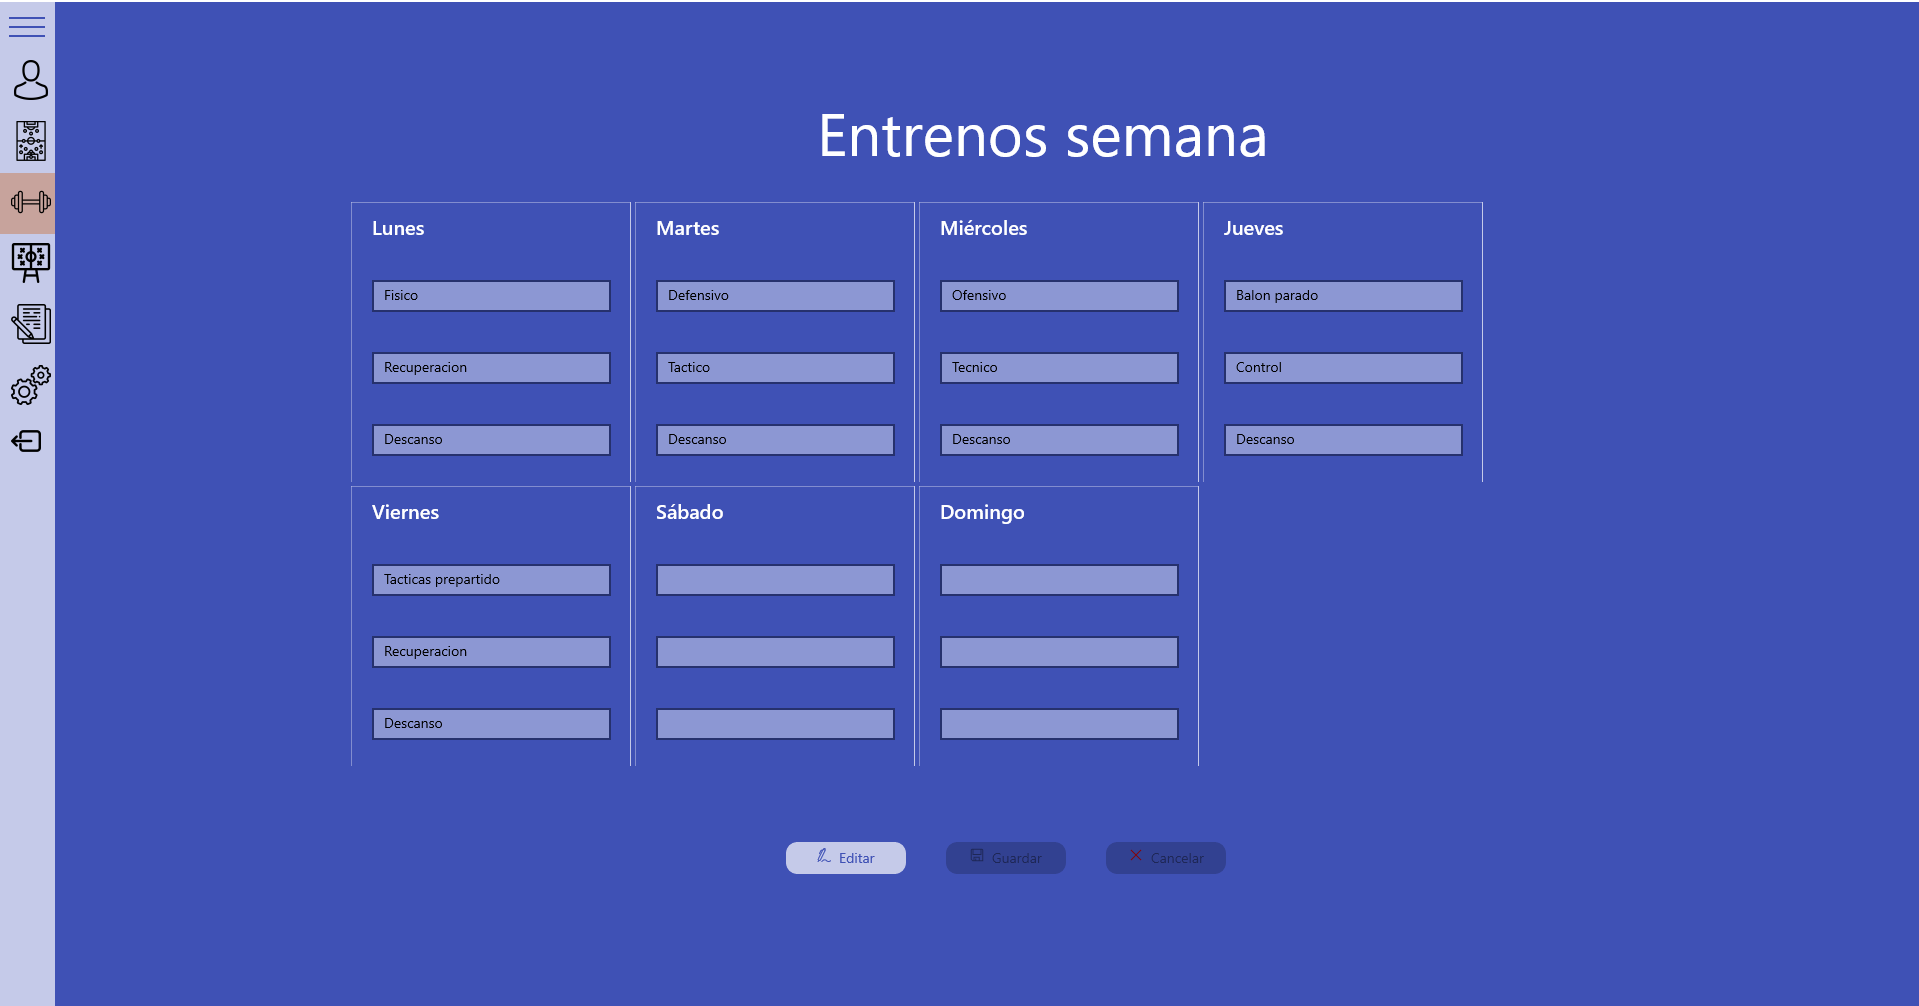 Entrenos semana
Lunes
Fisico
Recuperacion
Descanso
Martes
Defensivo
Tactico
Descanso
Miércoles
Ofensivo
Tecnico
Descanso
Jueves
Balon parado
Control
Descanso
Viernes
Tacticas prepartido
Recuperacion
Descanso
Sábado
Domingo
Editar
Guardar
Cancelar